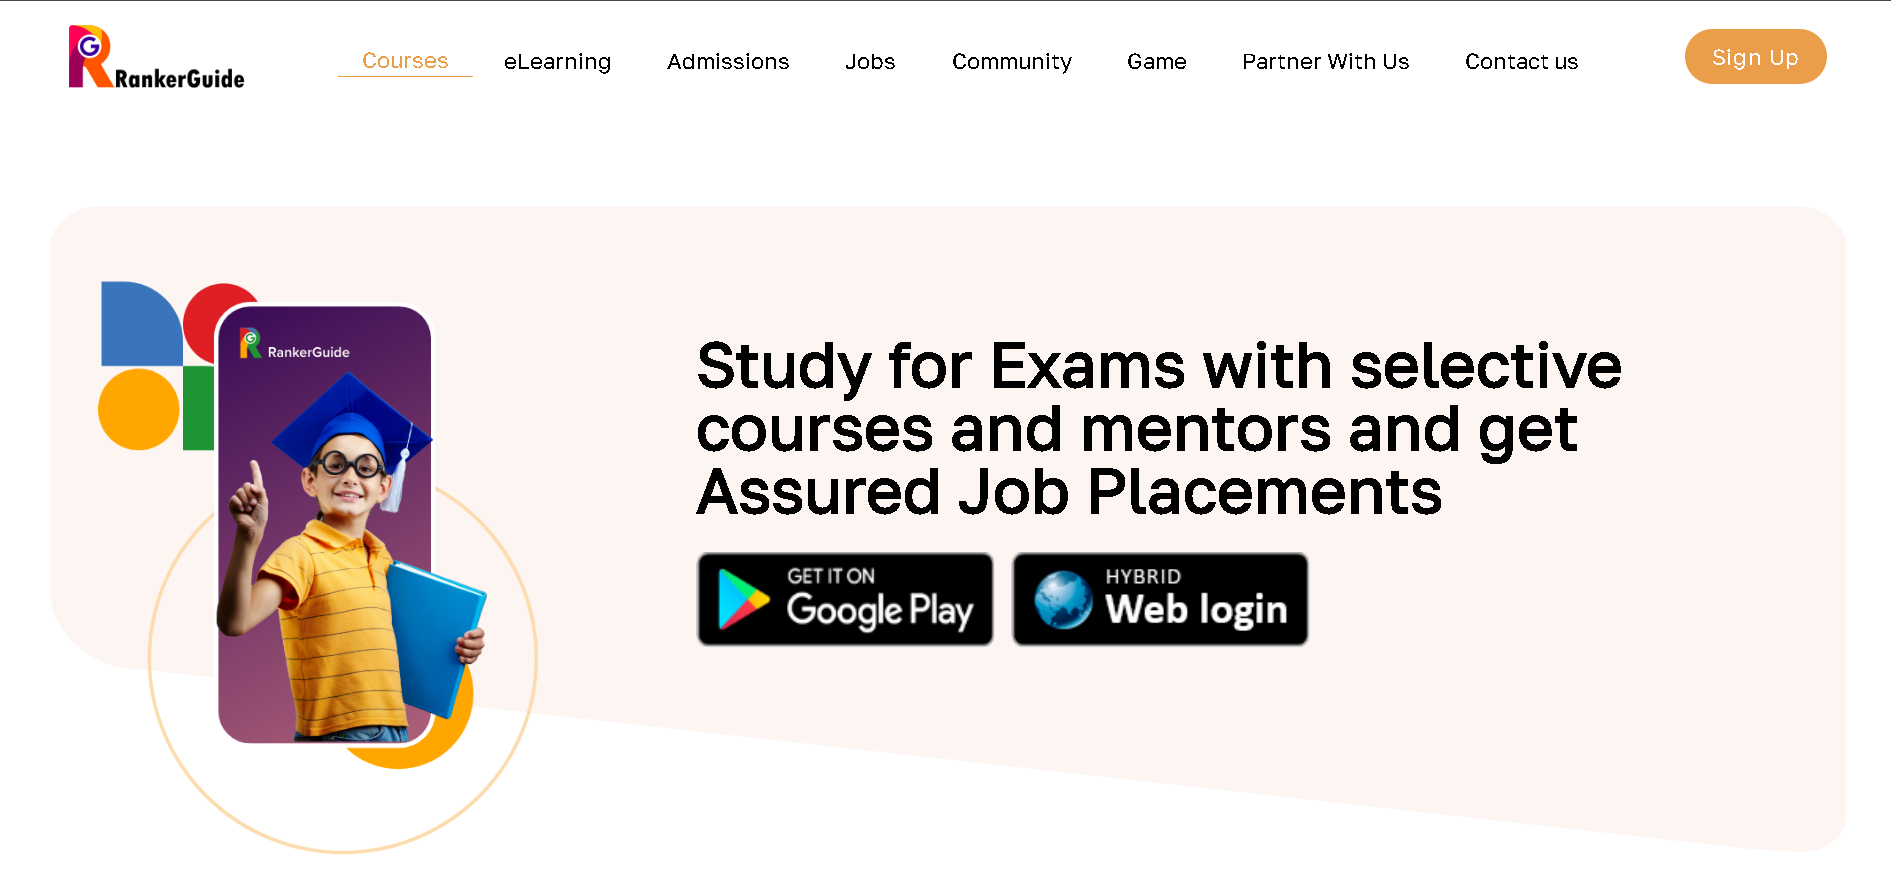 G
RankerGuide
Courses
eLearning
Admissions
Jobs
Community
Game
Partner With Us
Contact us
Sign Up
G
RankerGuide
Study for Exams with selective
courses and mentors and get
Assured Job Placements
GET IT ON
Google Play
HYBRID
Web login